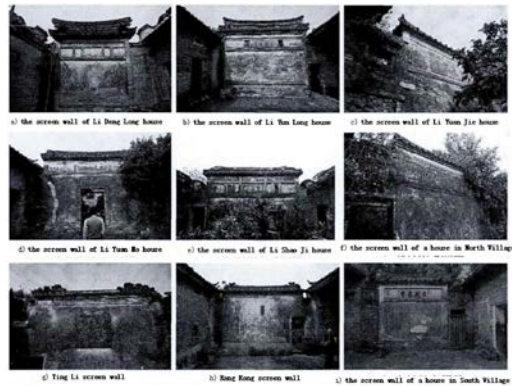 a) the screen wall of Li Deng Long house
b) the screen wall of Li Yun Long house
c) the screen wall of Li Yuan Jie house
d) the screen wall of Li Yuan Mo house
e) the screen wall of Li Shao Ji house
f) the screen wall of a house in North Village
g) Ting Li screen wall
h) Kong Kong screen wall
i) the screen wall of a house in South Village